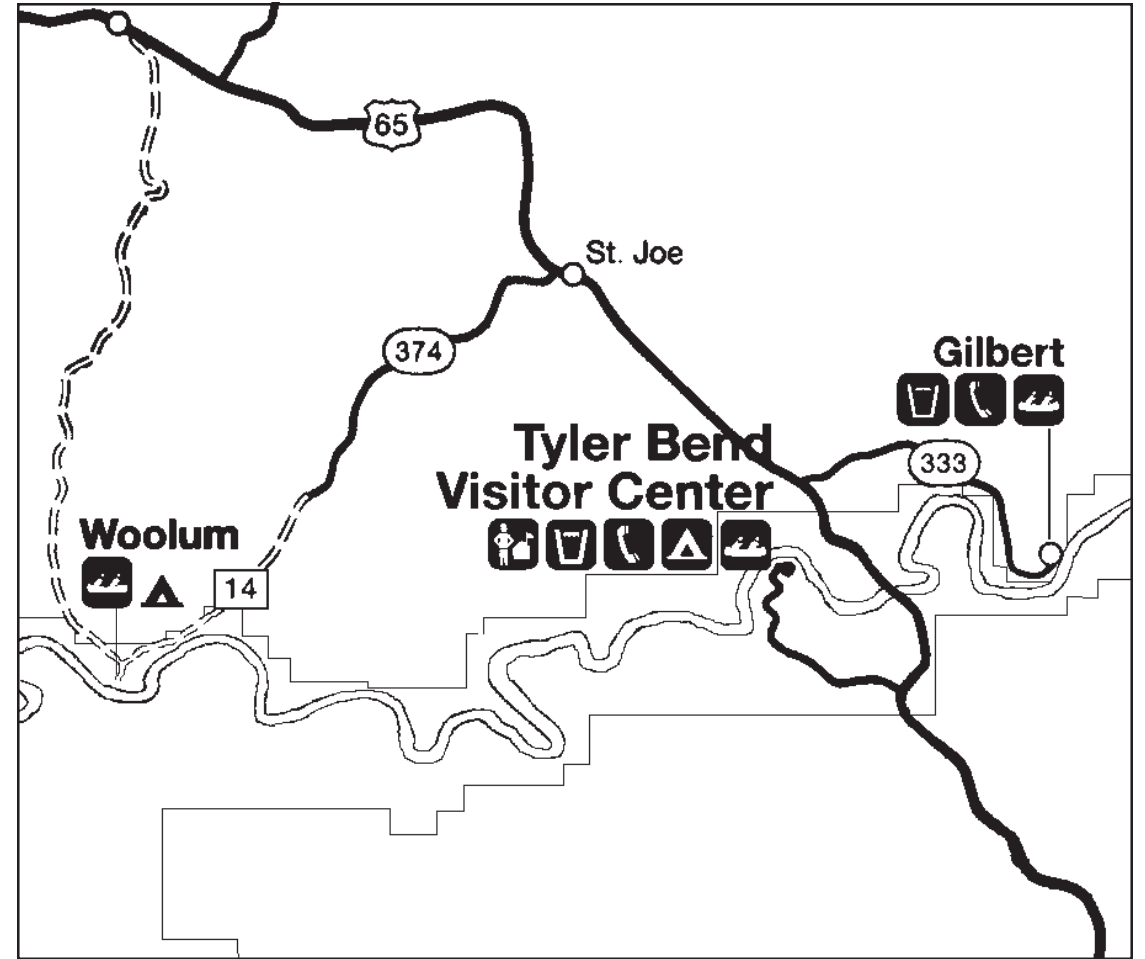 65
St. Joe
374
Gilbert
Tyler Bend
333
Visitor Center
Woolum
14